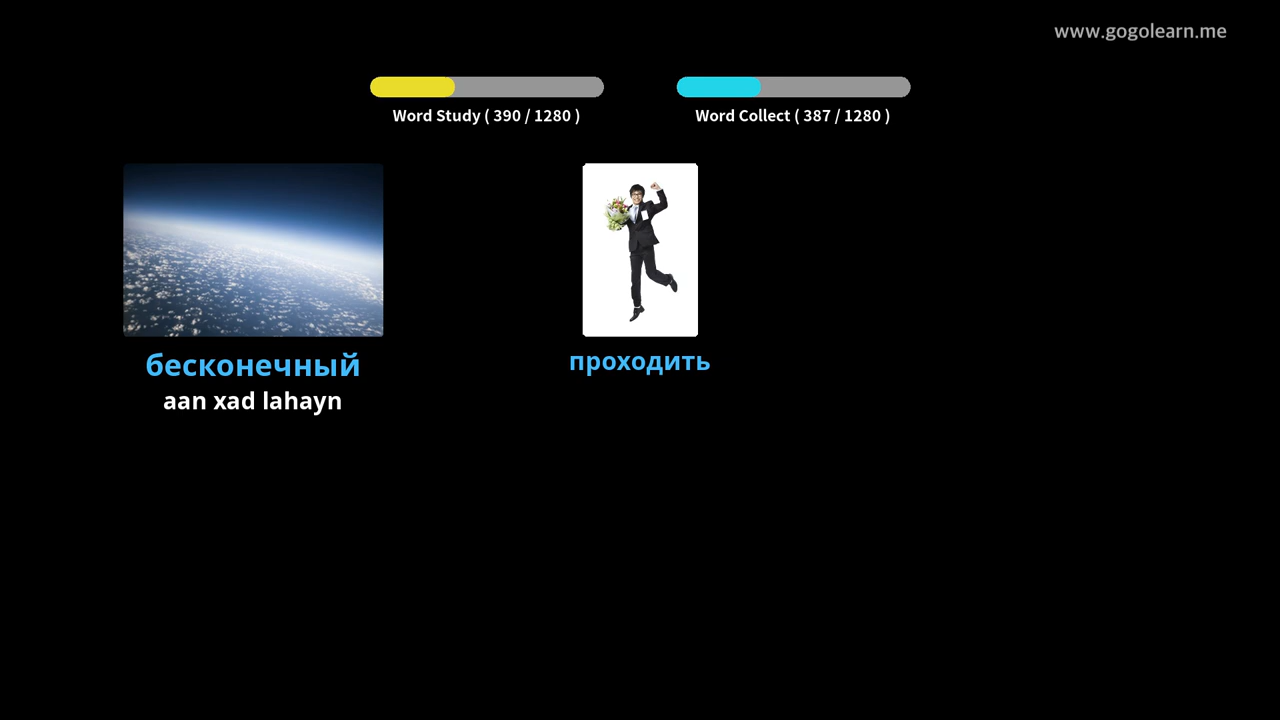 www.gogolearn.me
Word Study ( 390 / 1280 )
Word Collect ( 387 / 1280 )
бесконечный
aan xad lahayn
проходить